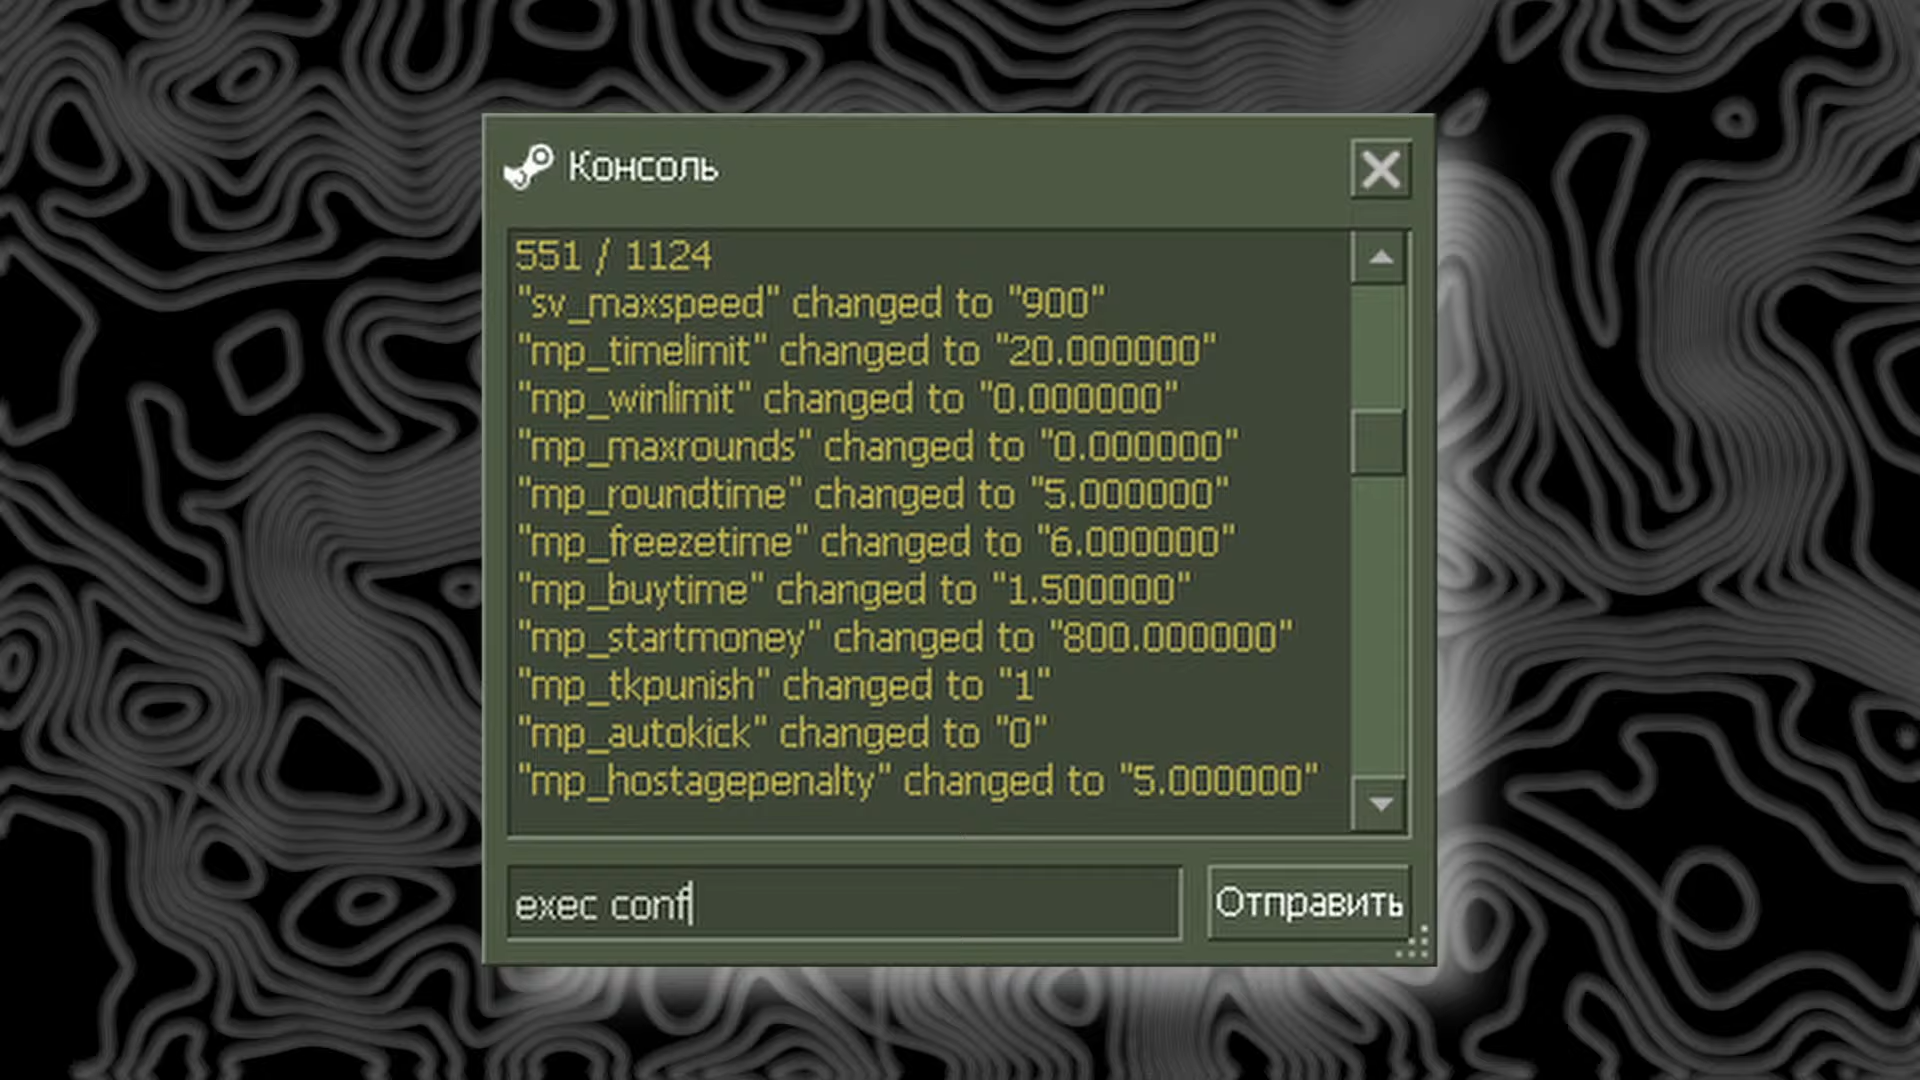 Консоль
551 / 1124
"sv_maxspeed" changed to "900"
"mp_timelimit" changed to "20.000000"
"mp_winlimit" changed to "0.000000"
"mp_maxrounds" changed to "0.000000"
"mp_roundtime" changed to "5.000000"
"mp_freezetime" changed to "6.000000"
"mp_buytime" changed to "1.500000"
"mp_startmoney" changed to "800.000000"
"mp_tkpunish" changed to "1"
"mp_autokick" changed to "0"
"mp_hostagepenalty" changed to "5.000000"
exec conf
Отправить